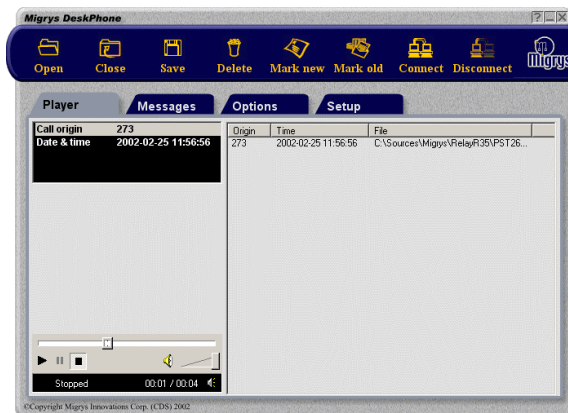 Migrys DeskPhone
Open Close Save Delete Mark new Mark old Connect Disconnect Migrys
Player Messages Options Setup
Call origin 273
Date & time 2002-02-25 11:56:56
Origin Time File
273 2002-02-25 11:56:56 C:\Sources\Migrys\RelayR35\PST26...
Stopped 00:01 / 00:04
©Copyright Migrys Innovations Corp. (CDS) 2002